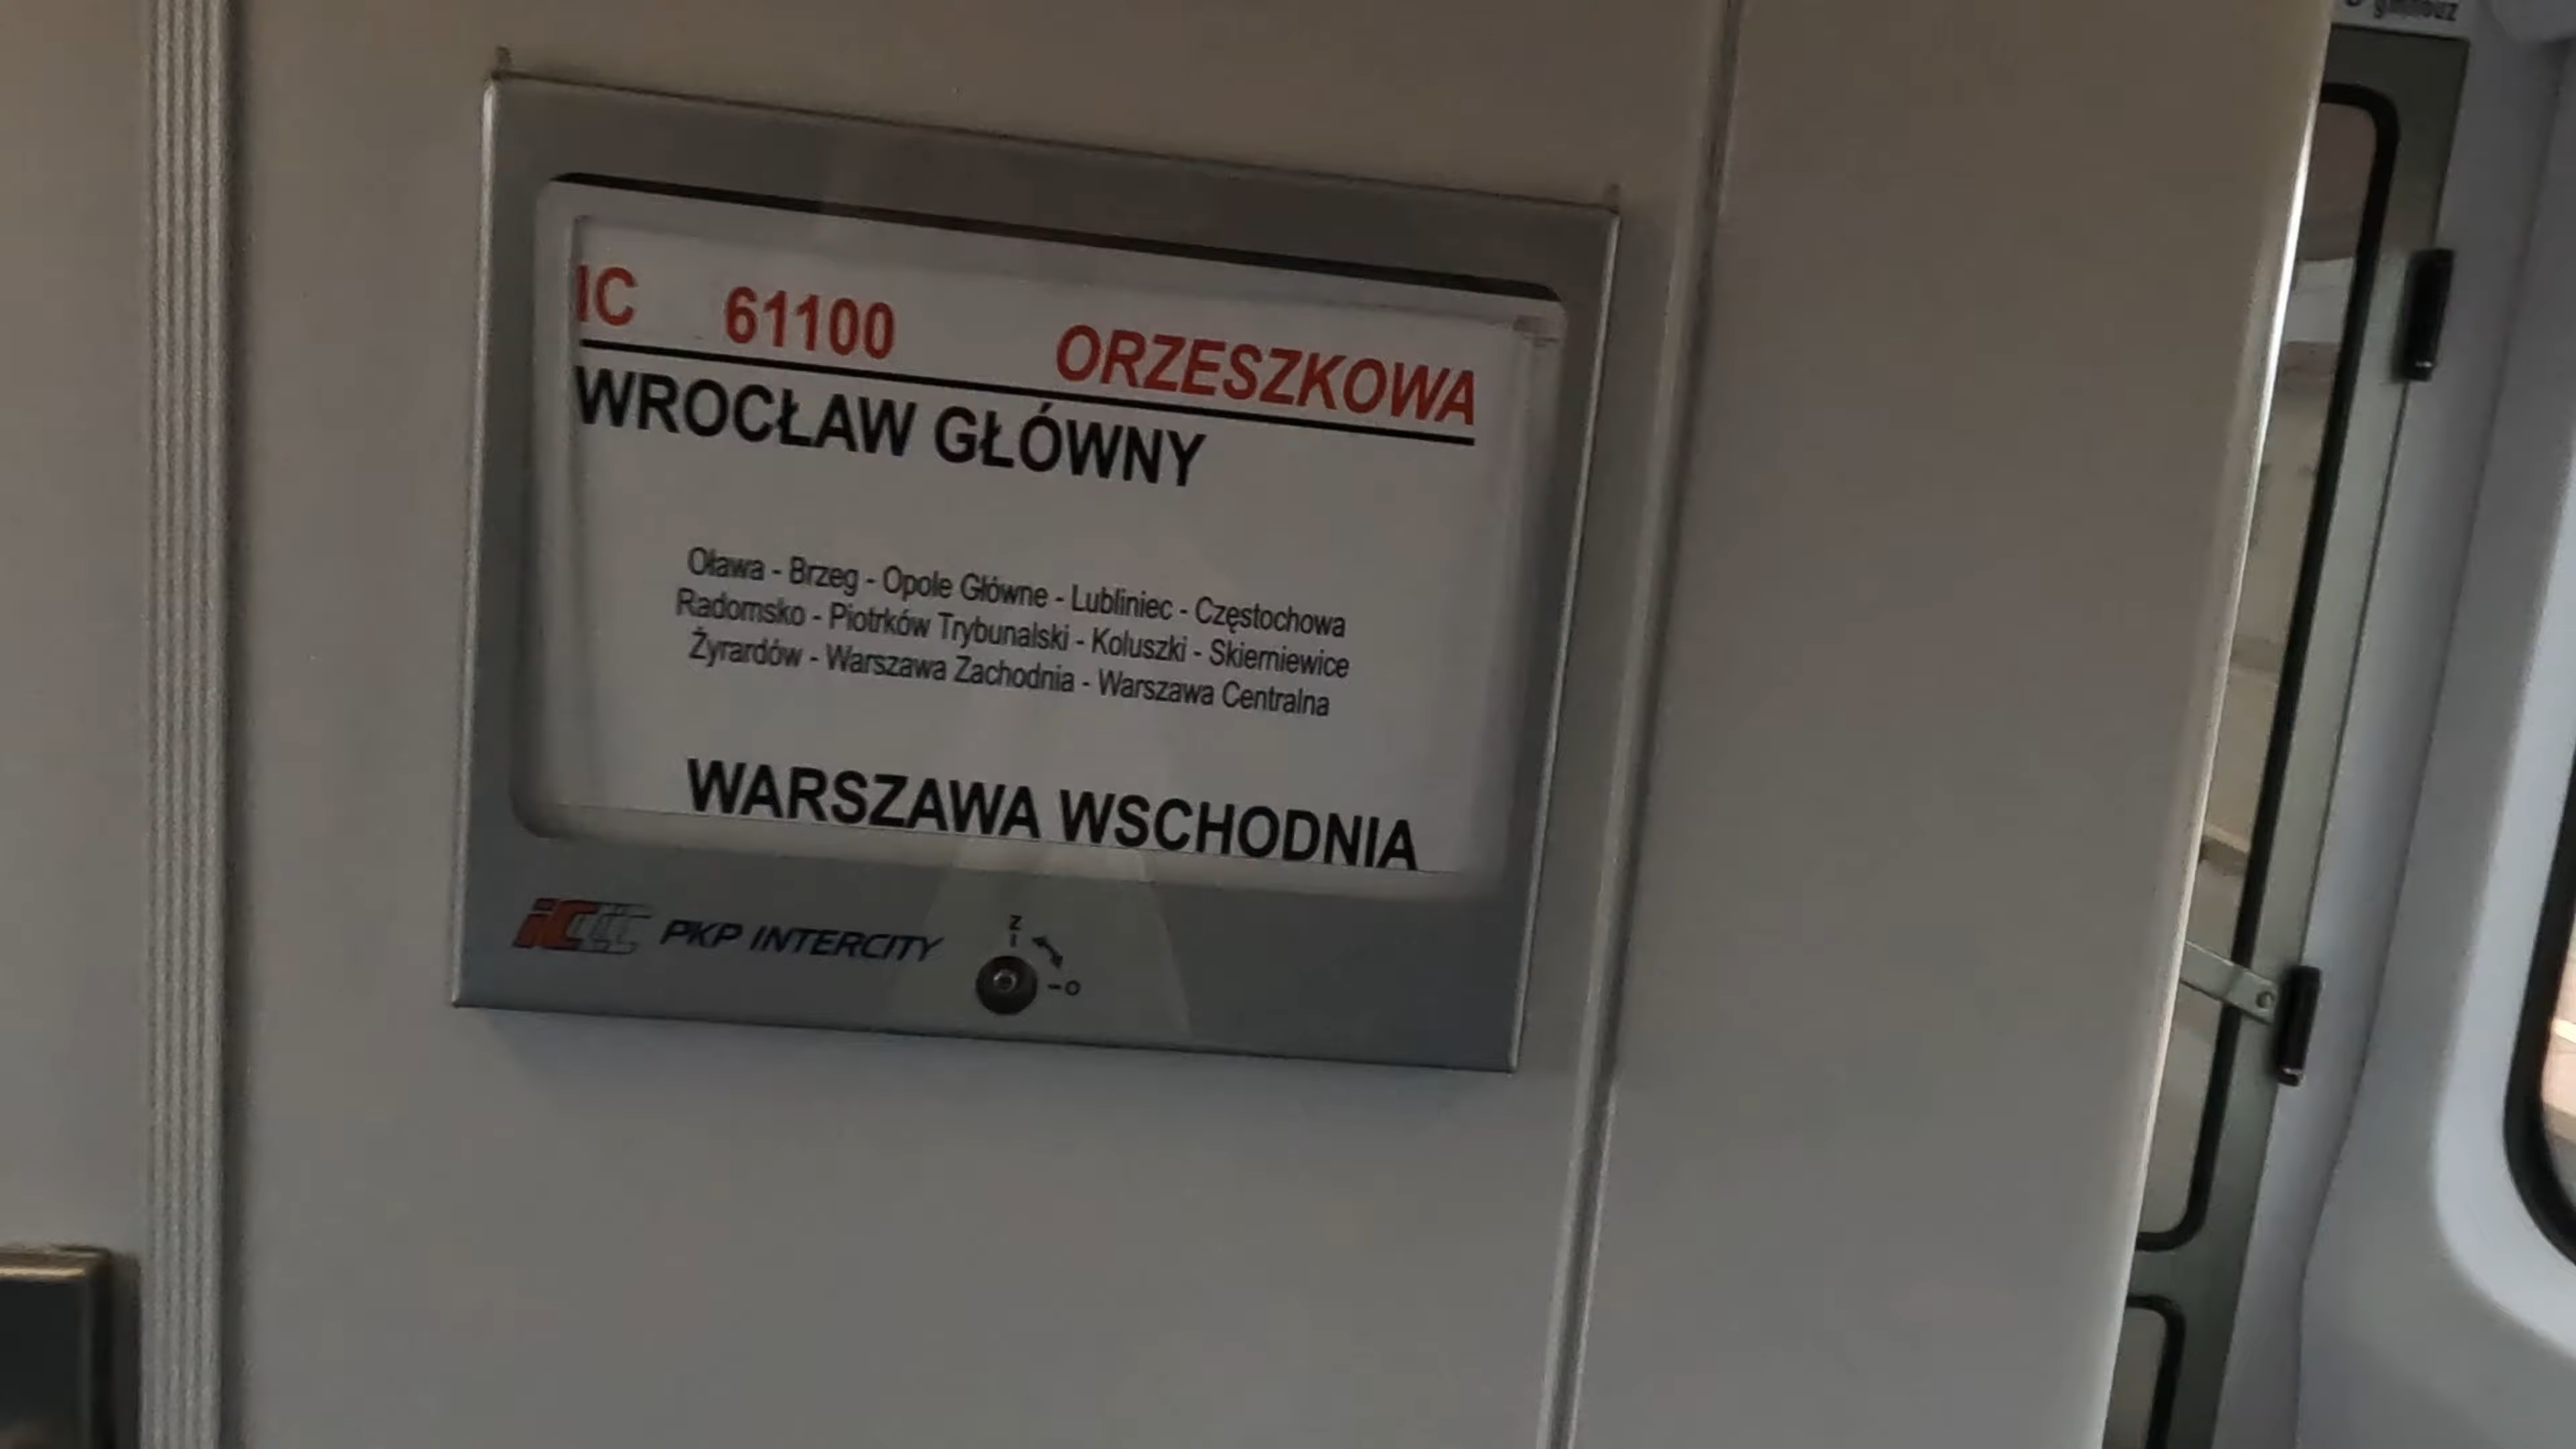 IC 61100 ORZESZKOWA
WROCŁAW GŁÓWNY
Oława - Brzeg - Opole Główne - Lubliniec - Częstochowa
Radomsko - Piotrków Trybunalski - Koluszki - Skierniewice
Żyrardów - Warszawa Zachodnia - Warszawa Centralna
WARSZAWA WSCHODNIA
IC PKP INTERCITY
Z
O